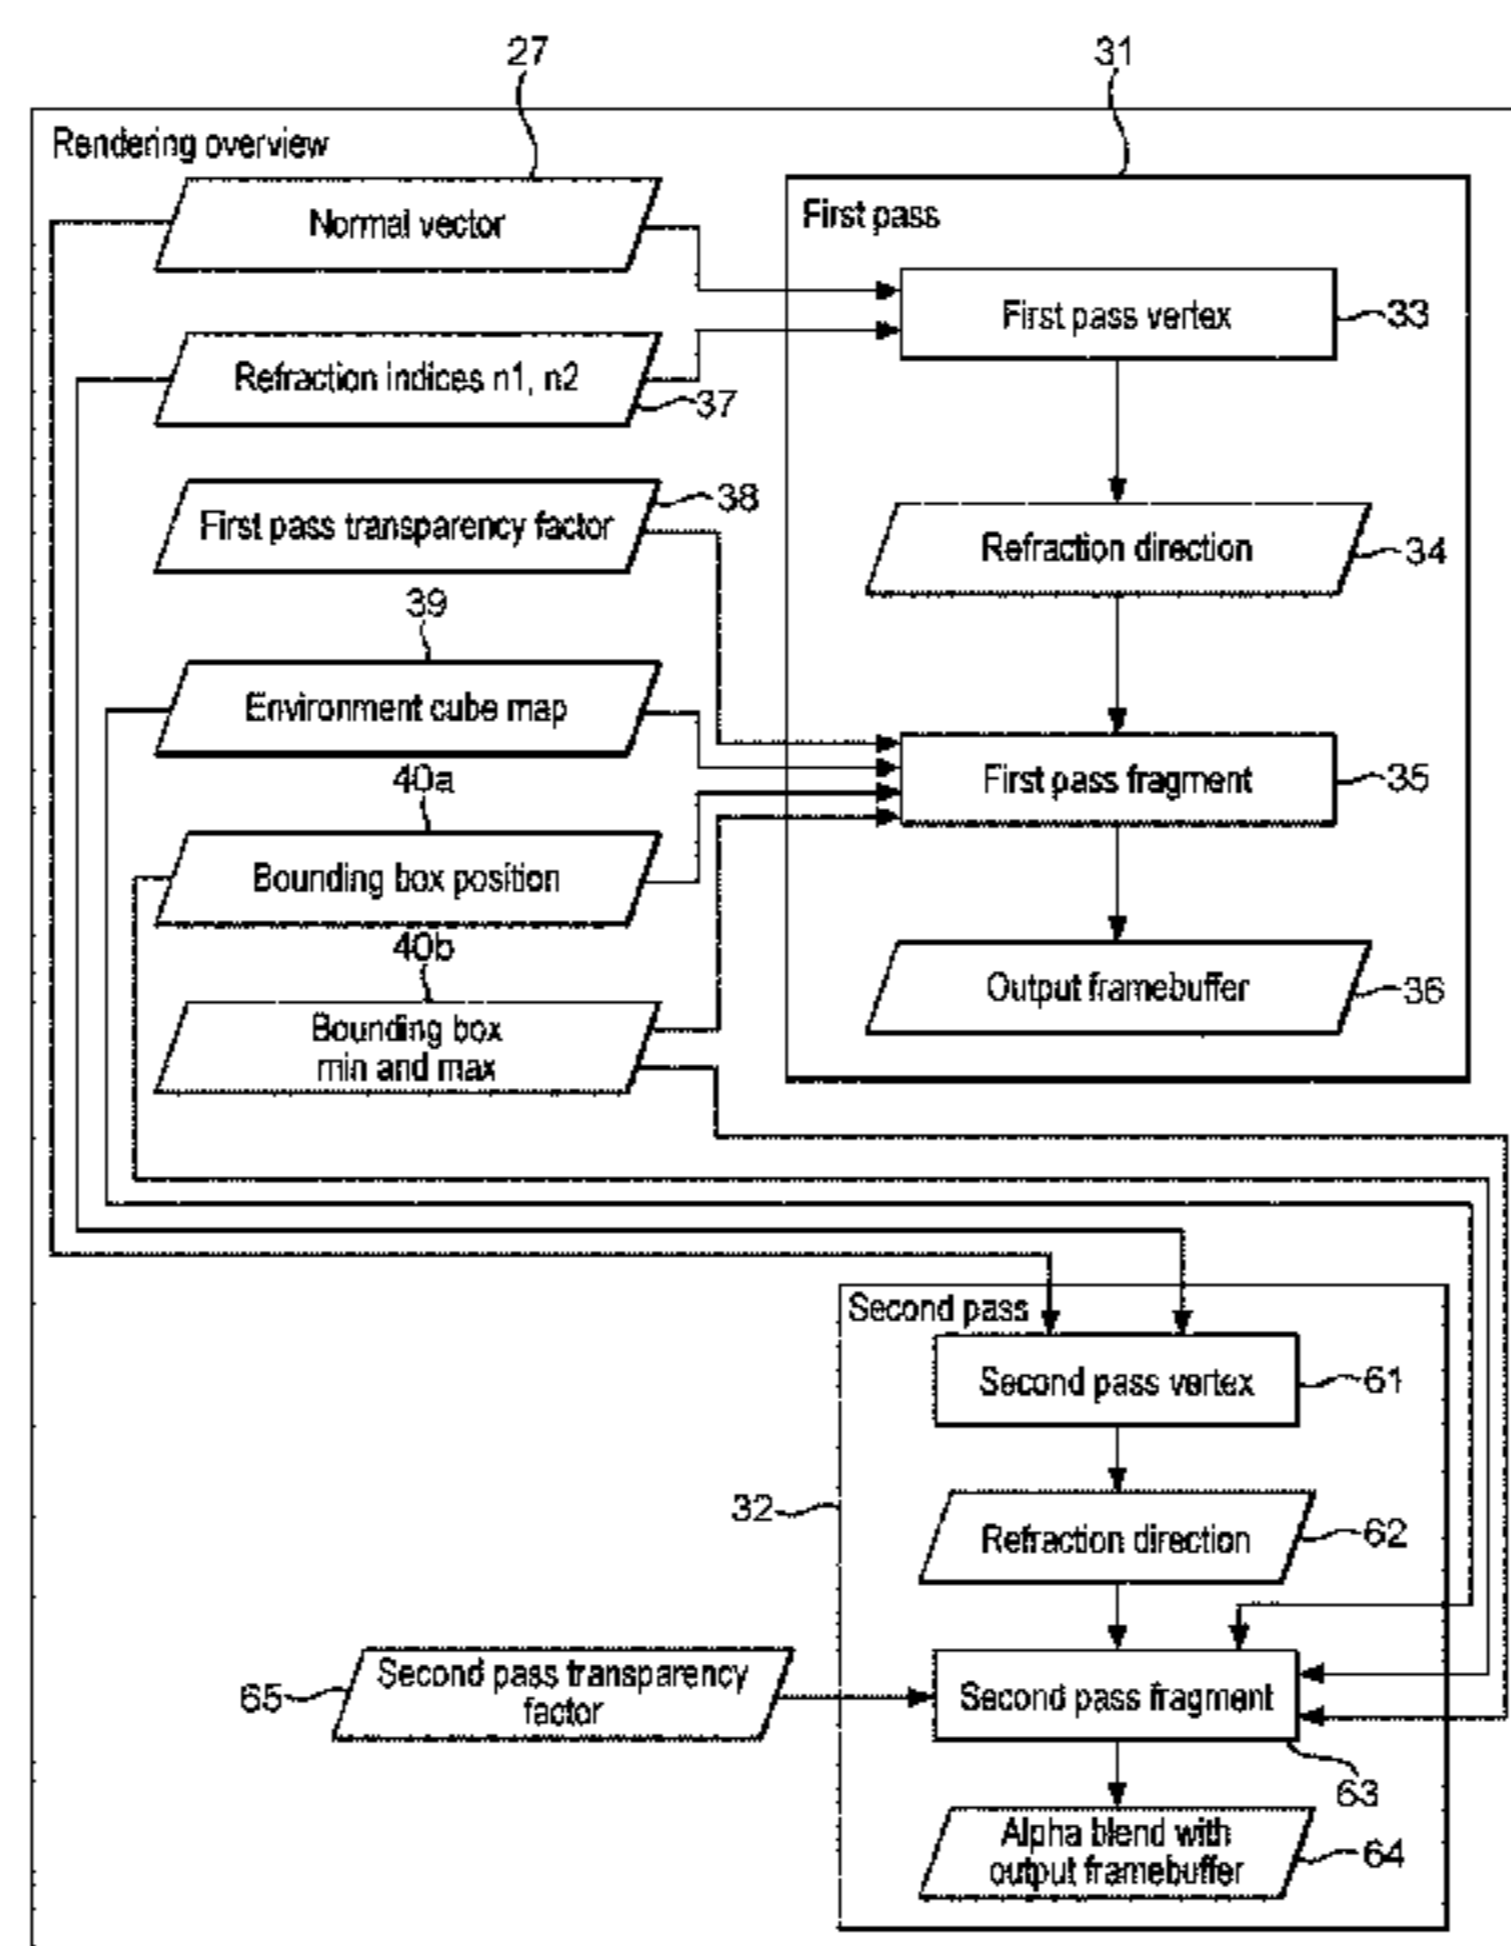 27
31
Rendering overview
Normal vector
First pass
First pass vertex
33
Refraction indices n1, n2
37
First pass transparency factor
38
Refraction direction
34
39
Environment cube map
First pass fragment
35
40a
Bounding box position
40b
Bounding box
min and max
Output framebuffer
36
Second pass
Second pass vertex
61
32
Refraction direction
62
65
Second pass transparency
factor
Second pass fragment
63
Alpha blend with
output framebuffer
64